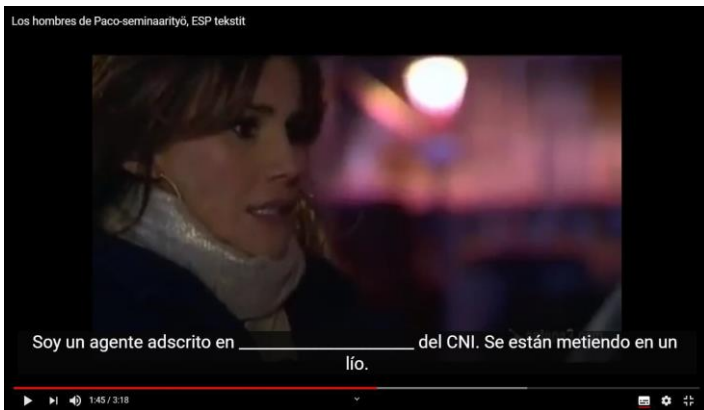 Los hombres de Paco-seminaarityö, ESP tekstit
Soy un agente adscrito en ____________________ del CNI. Se están metiendo en un
lío.
1:45 / 3:18